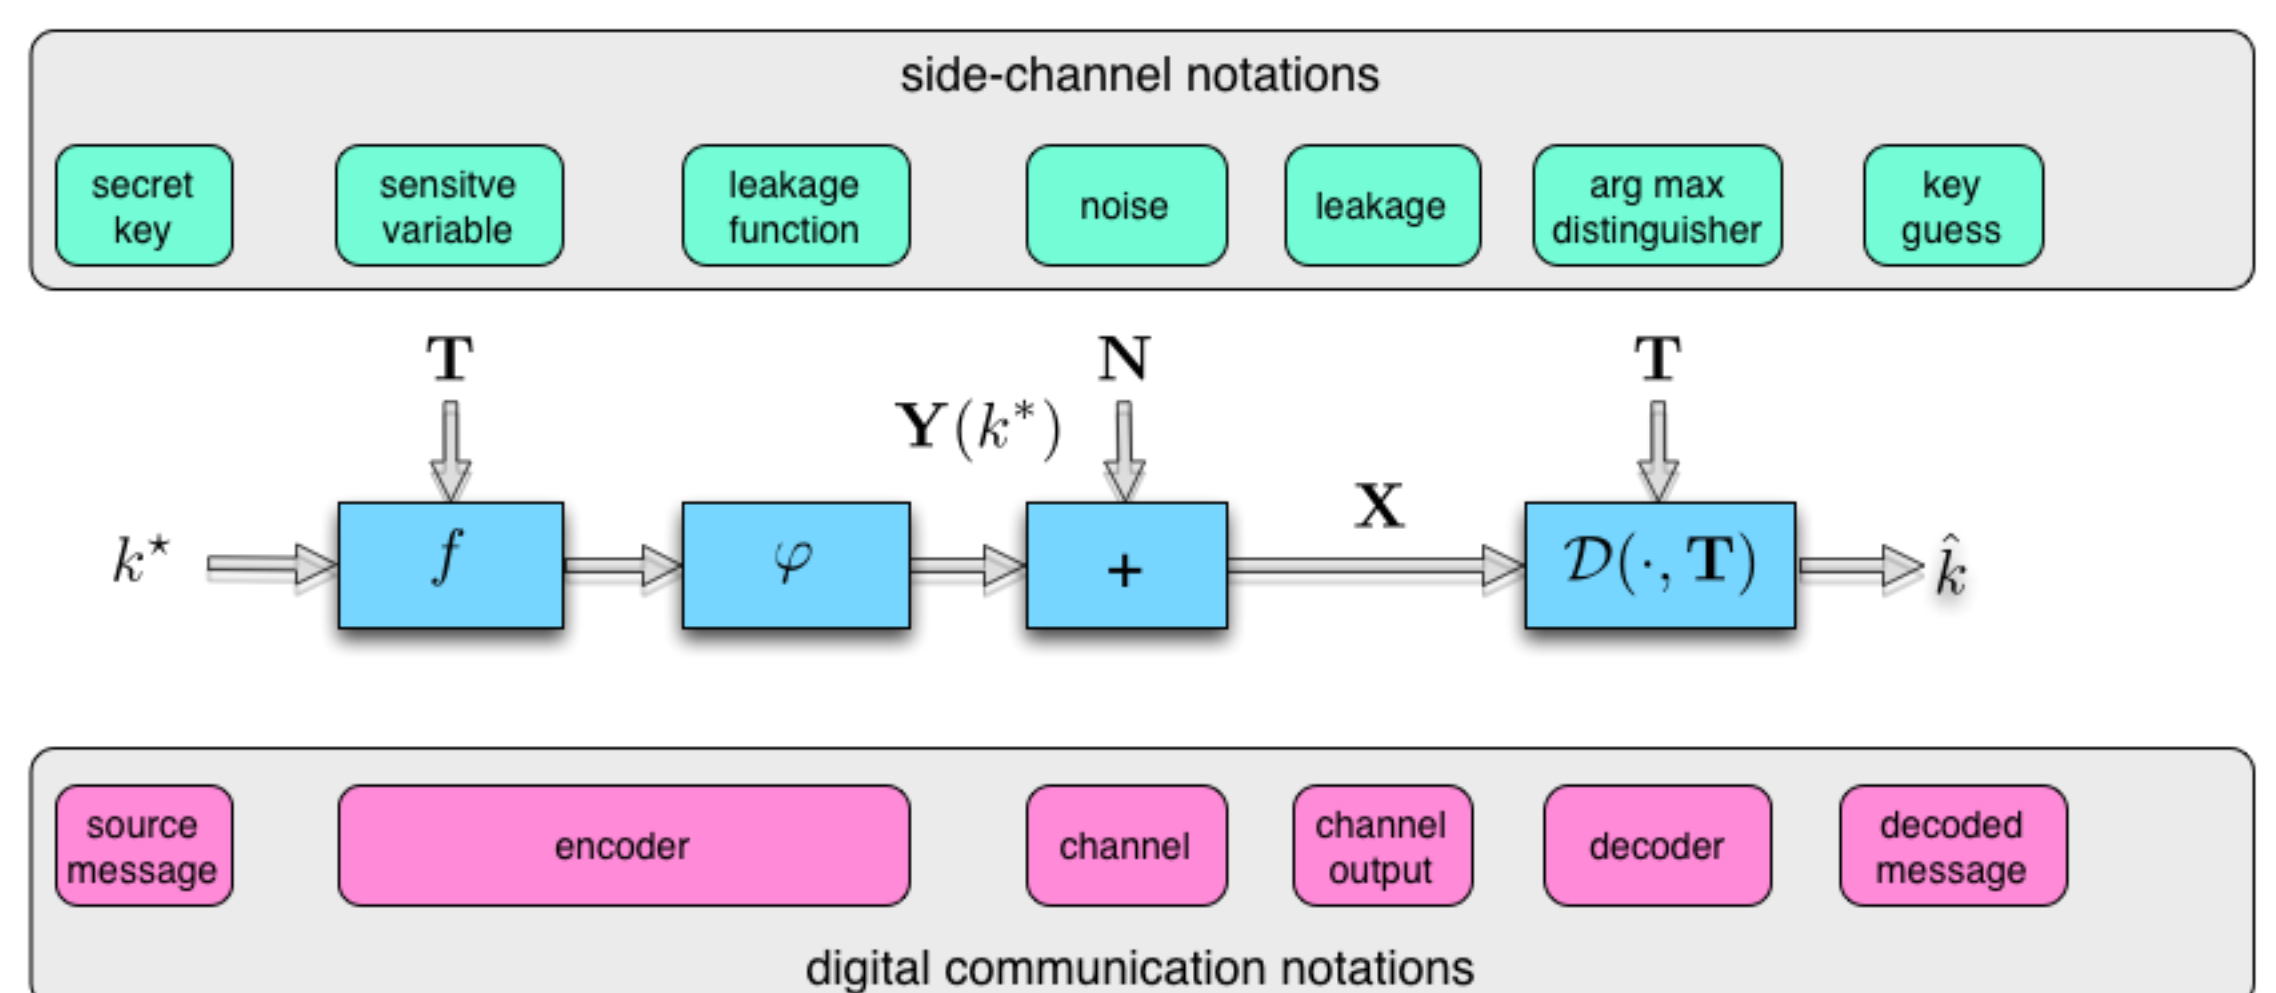 side-channel notations
secret
key
sensitve
variable
leakage
function
noise
leakage
arg max
distinguisher
key
guess
T
N
T
Y(k*)
X
k⋆
f
φ
+
D(·, T)
k̂
source
message
encoder
channel
channel
output
decoder
decoded
message
digital communication notations